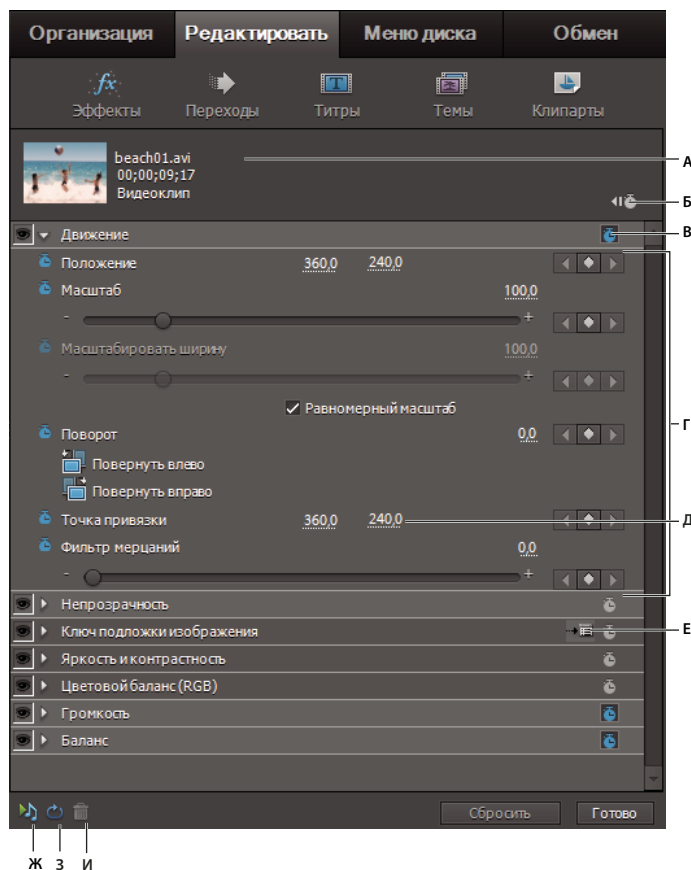 Организация Редактировать Меню диска Обмен
Эффекты Переходы Титры Темы Клипарты
beach01.avi
00;00;09;17
Видеоклип
А
Б
В
Движение
Положение 360,0 240,0
Масштаб 100,0
- +
Масштабировать ширину 100,0
- +
Равномерный масштаб
Г
Поворот 0,0
Повернуть влево
Повернуть вправо
Точка привязки 360,0 240,0
Д
Фильтр мерцаний 0,0
- +
Непрозрачность
Ключ подложки изображения
Е
Яркость и контрастность
Цветовой баланс (RGB)
Громкость
Баланс
Сбросить Готово
Ж З И